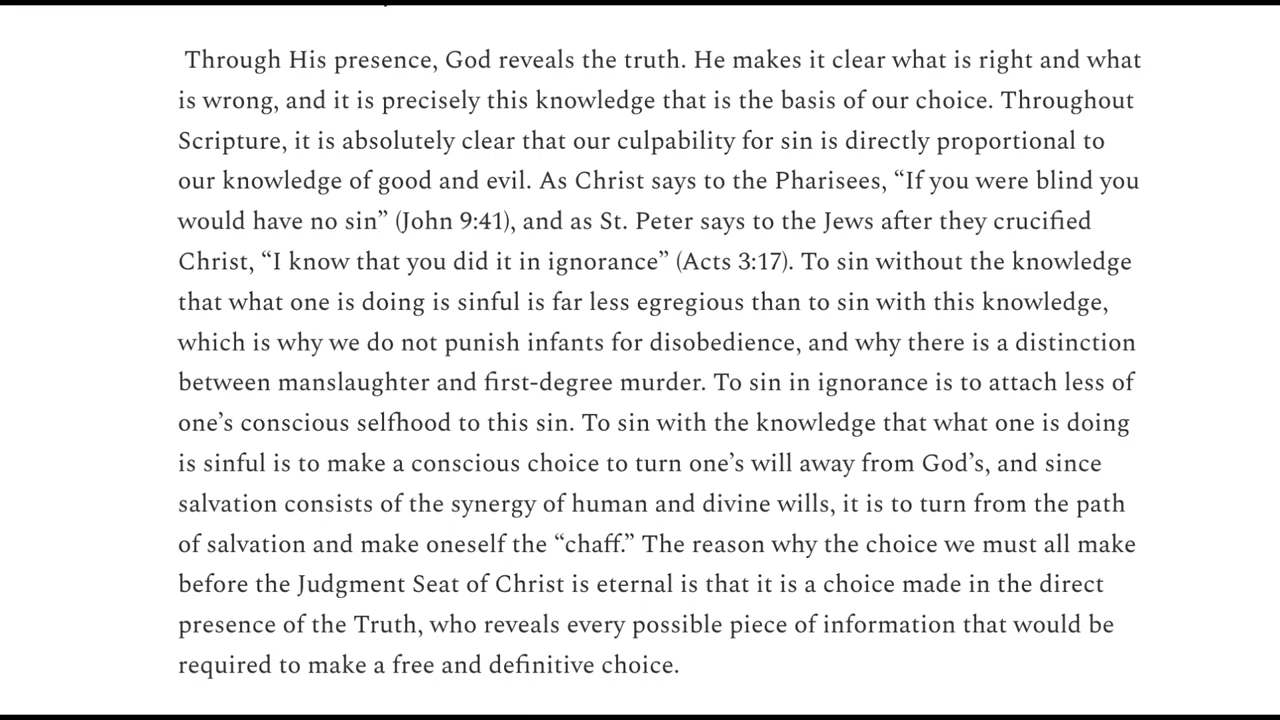 Through His presence, God reveals the truth. He makes it clear what is right and what
is wrong, and it is precisely this knowledge that is the basis of our choice. Throughout
Scripture, it is absolutely clear that our culpability for sin is directly proportional to
our knowledge of good and evil. As Christ says to the Pharisees, “If you were blind you
would have no sin” (John 9:41), and as St. Peter says to the Jews after they crucified
Christ, “I know that you did it in ignorance” (Acts 3:17). To sin without the knowledge
that what one is doing is sinful is far less egregious than to sin with this knowledge,
which is why we do not punish infants for disobedience, and why there is a distinction
between manslaughter and first-degree murder. To sin in ignorance is to attach less of
one’s conscious selfhood to this sin. To sin with the knowledge that what one is doing
is sinful is to make a conscious choice to turn one’s will away from God’s, and since
salvation consists of the synergy of human and divine wills, it is to turn from the path
of salvation and make oneself the “chaff.” The reason why the choice we must all make
before the Judgment Seat of Christ is eternal is that it is a choice made in the direct
presence of the Truth, who reveals every possible piece of information that would be
required to make a free and definitive choice.